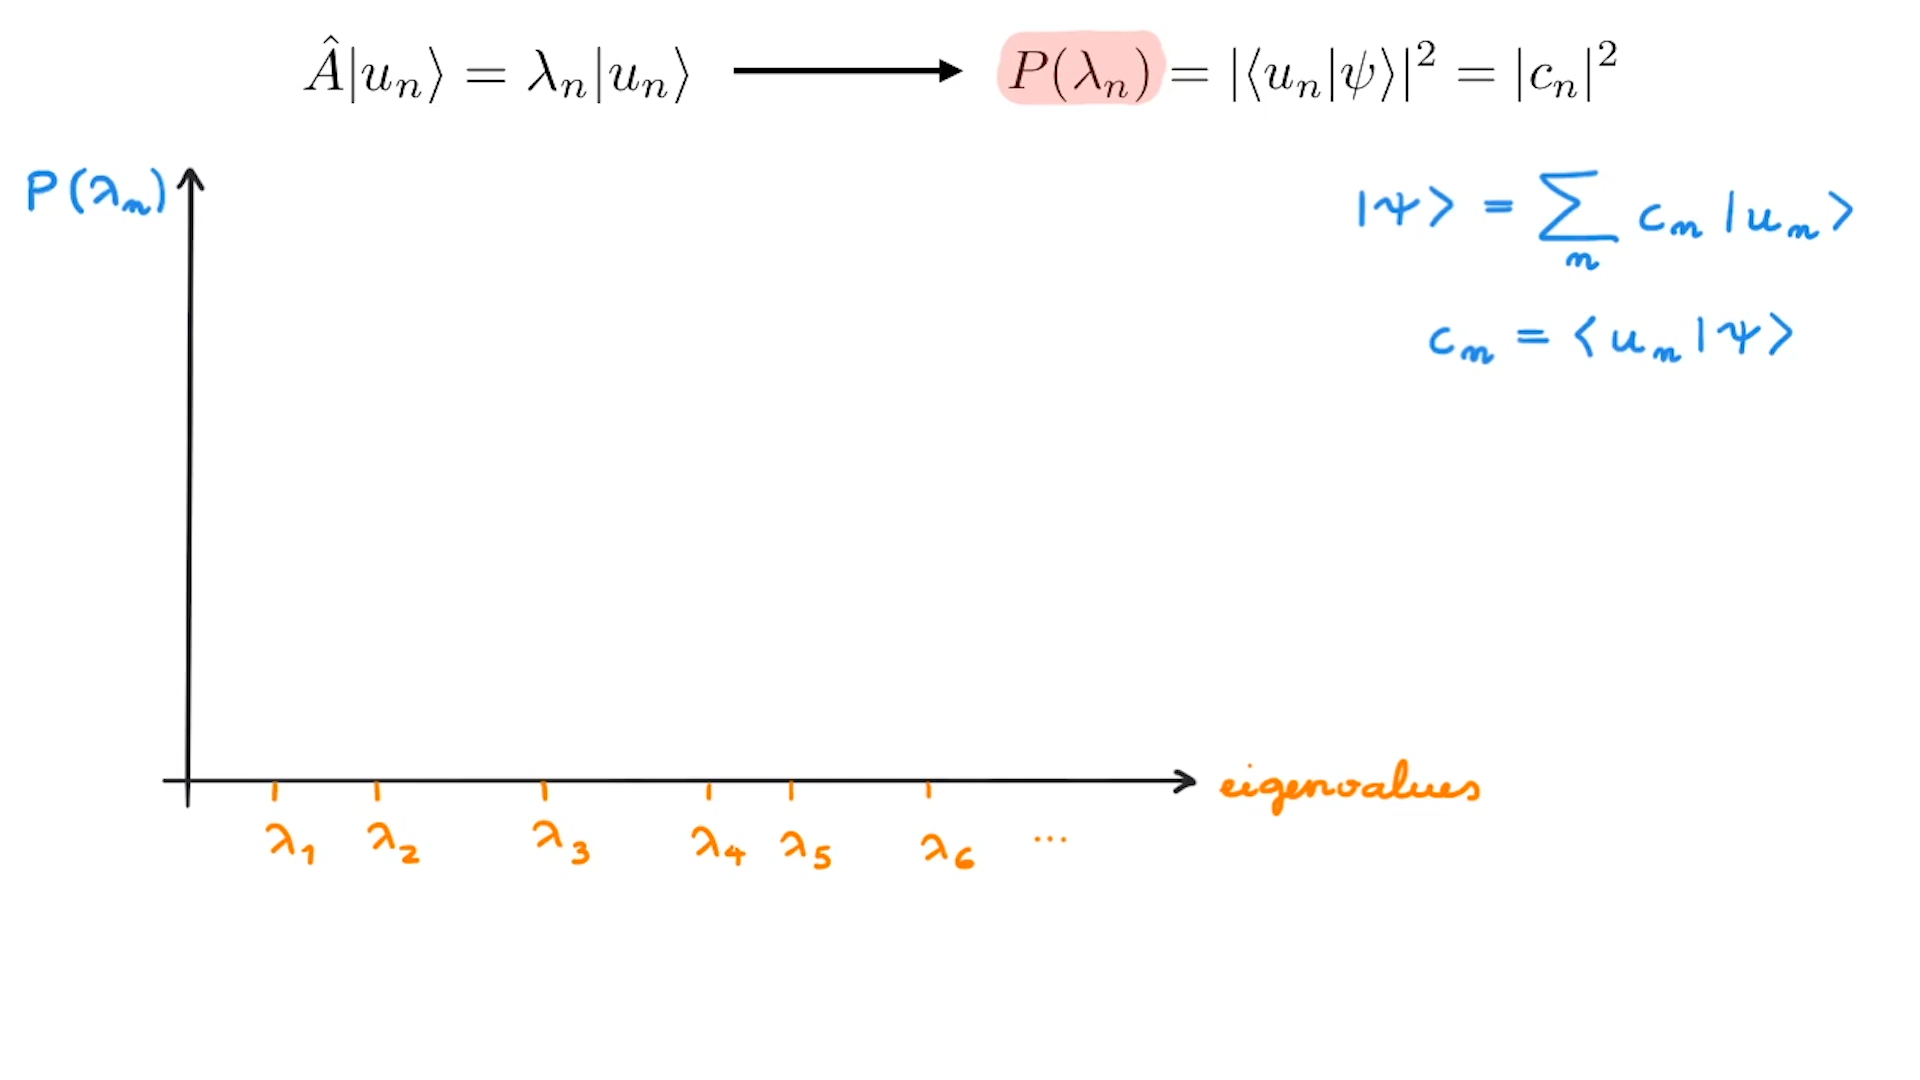 Â|uₙ⟩ = λₙ|uₙ⟩ ⟶ P(λₙ) = |⟨uₙ|ψ⟩|² = |cₙ|²
P(λₙ)
|ψ⟩ = ∑ₙ cₙ |uₙ⟩
cₙ = ⟨uₙ|ψ⟩
eigenvalues
λ₁ λ₂ λ₃ λ₄ λ₅ λ₆ ...